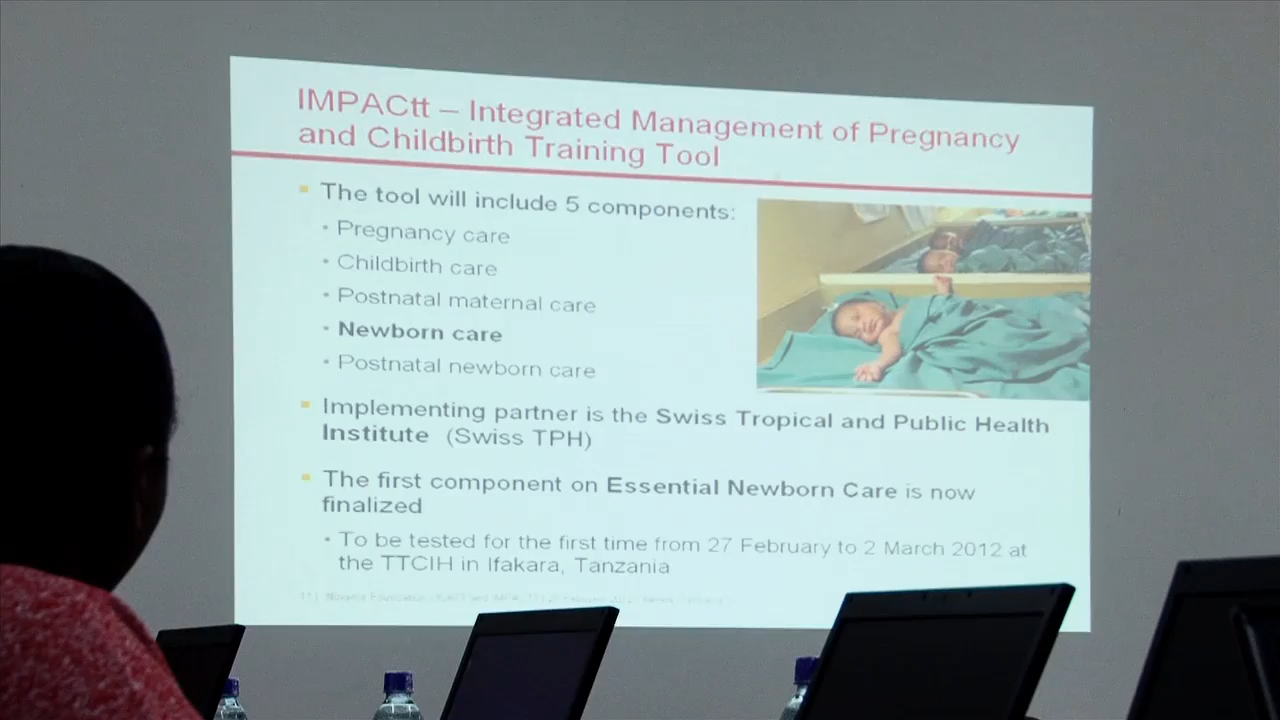 IMPACtt – Integrated Management of Pregnancy
and Childbirth Training Tool
The tool will include 5 components:
Pregnancy care
Childbirth care
Postnatal maternal care
Newborn care
Postnatal newborn care
Implementing partner is the Swiss Tropical and Public Health
Institute (Swiss TPH)
The first component on Essential Newborn Care is now
finalized
To be tested for the first time from 27 February to 2 March 2012 at
the TTCIH in Ifakara, Tanzania